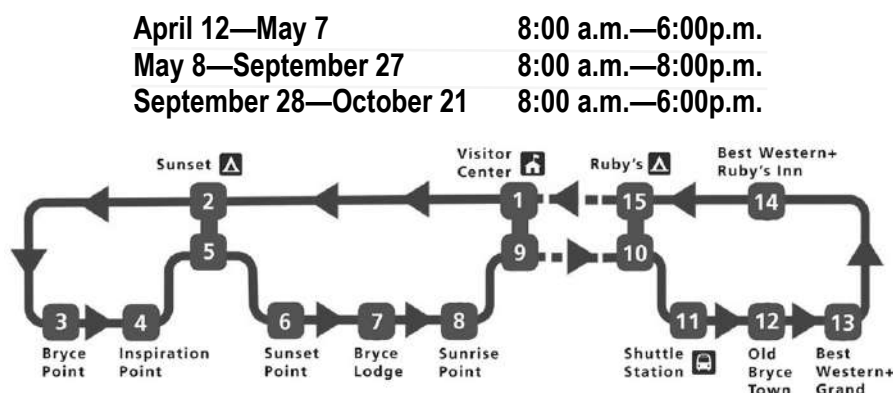 April 12—May 7 8:00 a.m.—6:00p.m.
May 8—September 27 8:00 a.m.—8:00p.m.
September 28—October 21 8:00 a.m.—6:00p.m.
Sunset
Visitor
Center
Ruby's
Best Western+
Ruby's Inn
2
1
15
14
5
9
10
3
4
6
7
8
11
12
13
Bryce
Point
Inspiration
Point
Sunset
Point
Bryce
Lodge
Sunrise
Point
Shuttle
Station
Old
Bryce
Town
Best
Western+
Grand